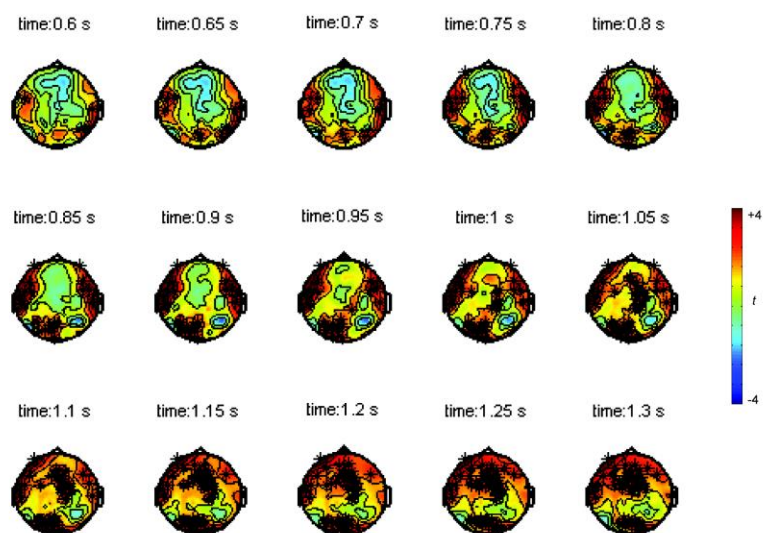 time:0.6 s
time:0.65 s
time:0.7 s
time:0.75 s
time:0.8 s
time:0.85 s
time:0.9 s
time:0.95 s
time:1 s
time:1.05 s
+4
t
-4
time:1.1 s
time:1.15 s
time:1.2 s
time:1.25 s
time:1.3 s